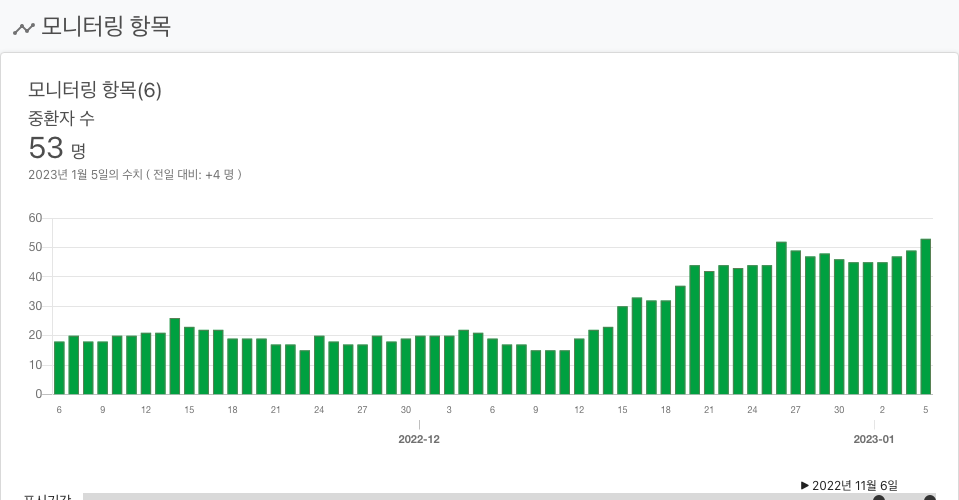 모니터링 항목
모니터링 항목(6)
중환자 수
53 명
2023년 1월 5일의 수치 ( 전일 대비: +4 명 )
60
50
40
30
20
10
0
6 9 12 15 18 21 24 27 30 3 6 9 12 15 18 21 24 27 30 2 5
2022-12 2023-01
▶ 2022년 11월 6일
표시기간